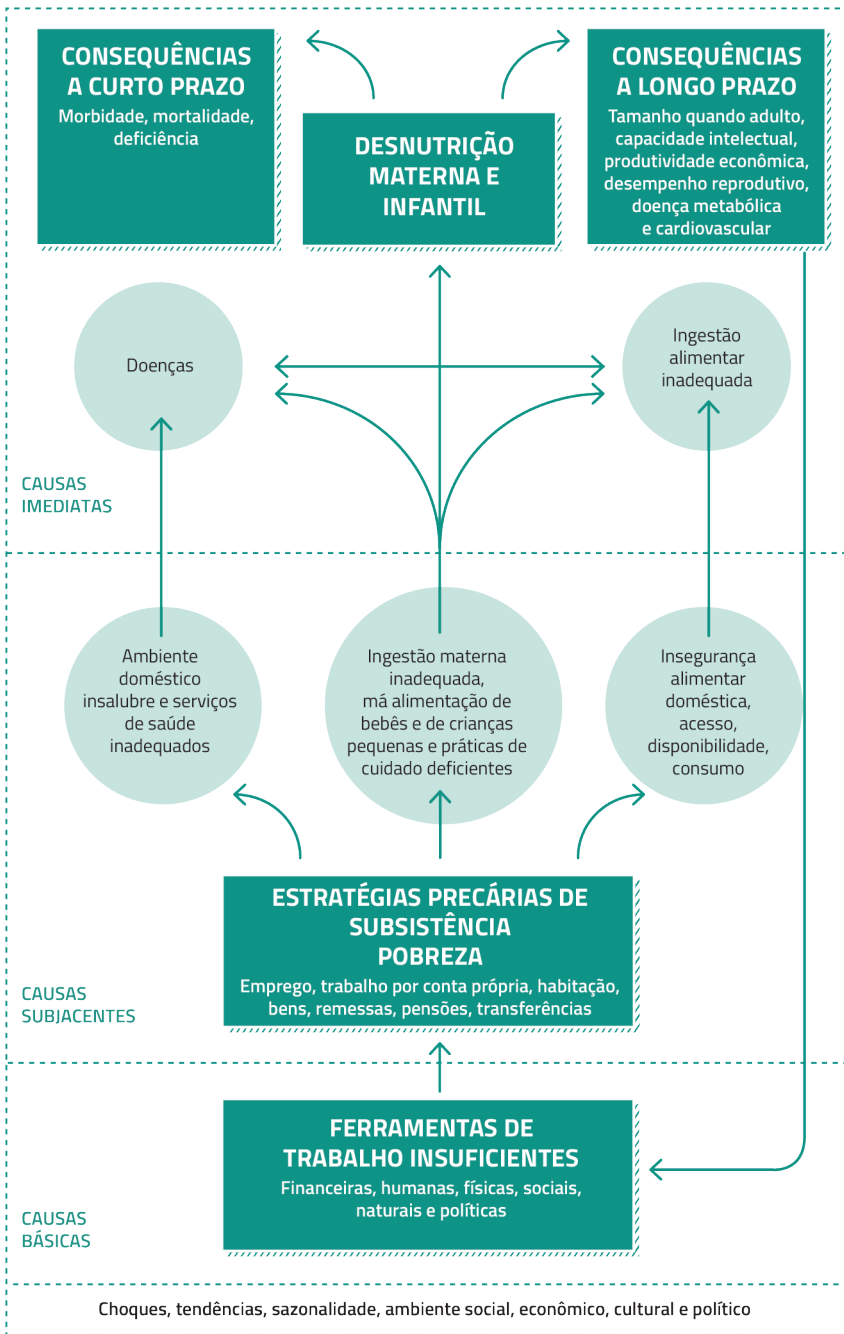 CONSEQUÊNCIAS
A CURTO PRAZO
Morbidade, mortalidade,
deficiência
DESNUTRIÇÃO
MATERNA E
INFANTIL
CONSEQUÊNCIAS
A LONGO PRAZO
Tamanho quando adulto,
capacidade intelectual,
produtividade econômica,
desempenho reprodutivo,
doença metabólica
e cardiovascular
Doenças
Ingestão
alimentar
inadequada
CAUSAS
IMEDIATAS
Ambiente
doméstico
insalubre e serviços
de saúde
inadequados
Ingestão materna
inadequada,
má alimentação de
bebês e de crianças
pequenas e práticas de
cuidado deficientes
Insegurança
alimentar
doméstica,
acesso,
disponibilidade,
consumo
ESTRATÉGIAS PRECÁRIAS DE
SUBSISTÊNCIA
POBREZA
Emprego, trabalho por conta própria, habitação,
bens, remessas, pensões, transferências
CAUSAS
SUBJACENTES
FERRAMENTAS DE
TRABALHO INSUFICIENTES
Financeiras, humanas, físicas, sociais,
naturais e políticas
CAUSAS
BÁSICAS
Choques, tendências, sazonalidade, ambiente social, econômico, cultural e político